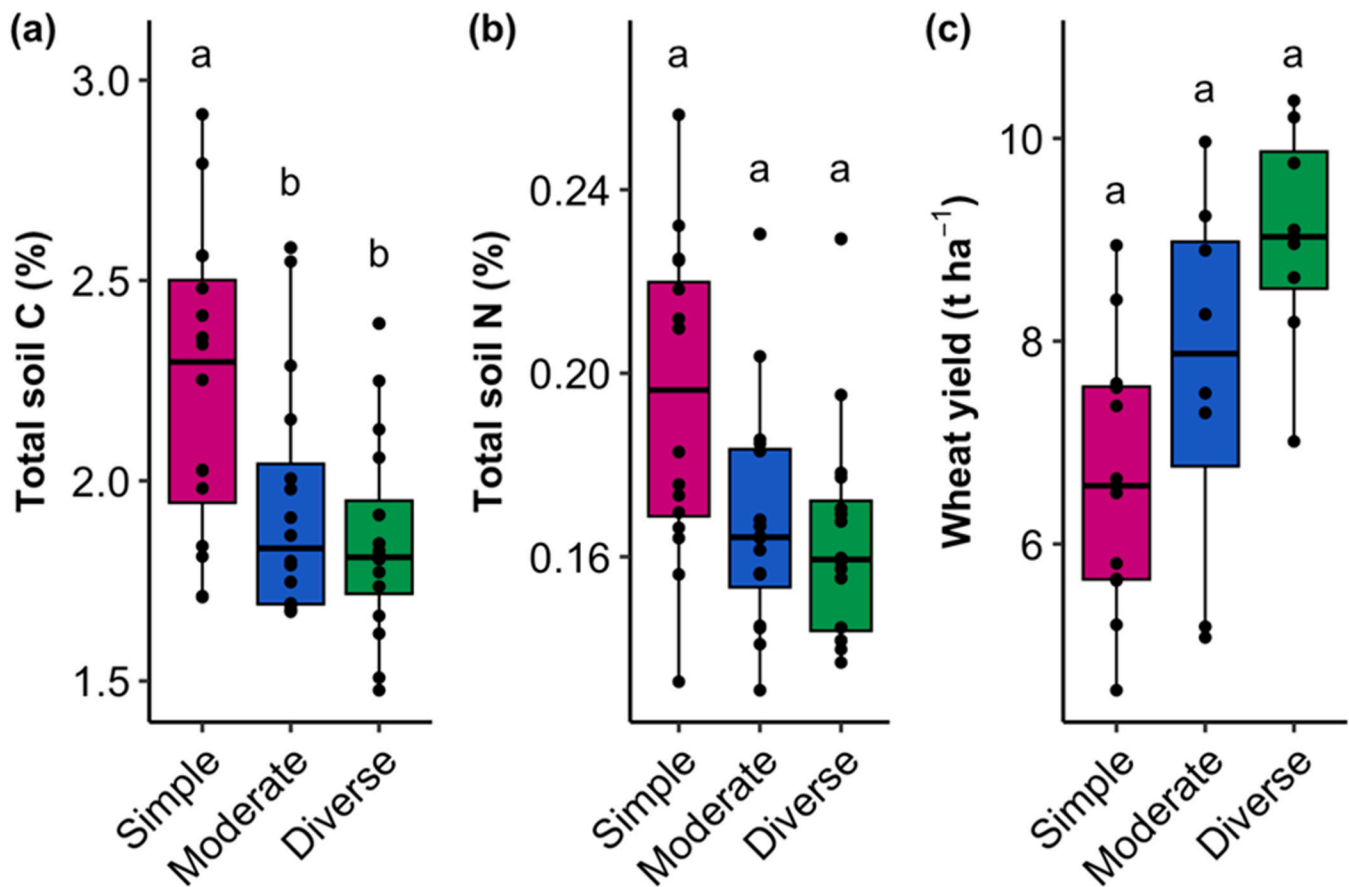 (a)
Total soil C (%)
3.0
2.5
2.0
1.5
a
b
b
Simple
Moderate
Diverse
(b)
Total soil N (%)
0.24
0.20
0.16
a
a
a
Simple
Moderate
Diverse
(c)
Wheat yield (t ha⁻¹)
10
8
6
a
a
a
Simple
Moderate
Diverse